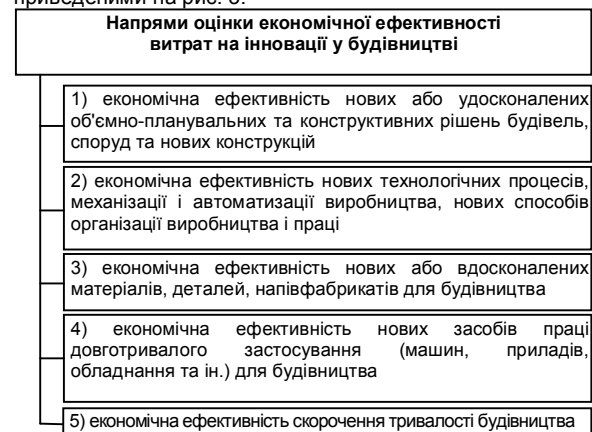 приведеними на рис. 3.
Напрями оцінки економічної ефективності
витрат на інновації у будівництві
1) економічна ефективність нових або удосконалених
об'ємно-планувальних та конструктивних рішень будівель,
споруд та нових конструкцій
2) економічна ефективність нових технологічних процесів,
механізації і автоматизації виробництва, нових способів
організації виробництва і праці
3) економічна ефективність нових або вдосконалених
матеріалів, деталей, напівфабрикатів для будівництва
4) економічна ефективність нових засобів праці
довготривалого застосування (машин, приладів,
обладнання та ін.) для будівництва
5) економічна ефективність скорочення тривалості будівництва